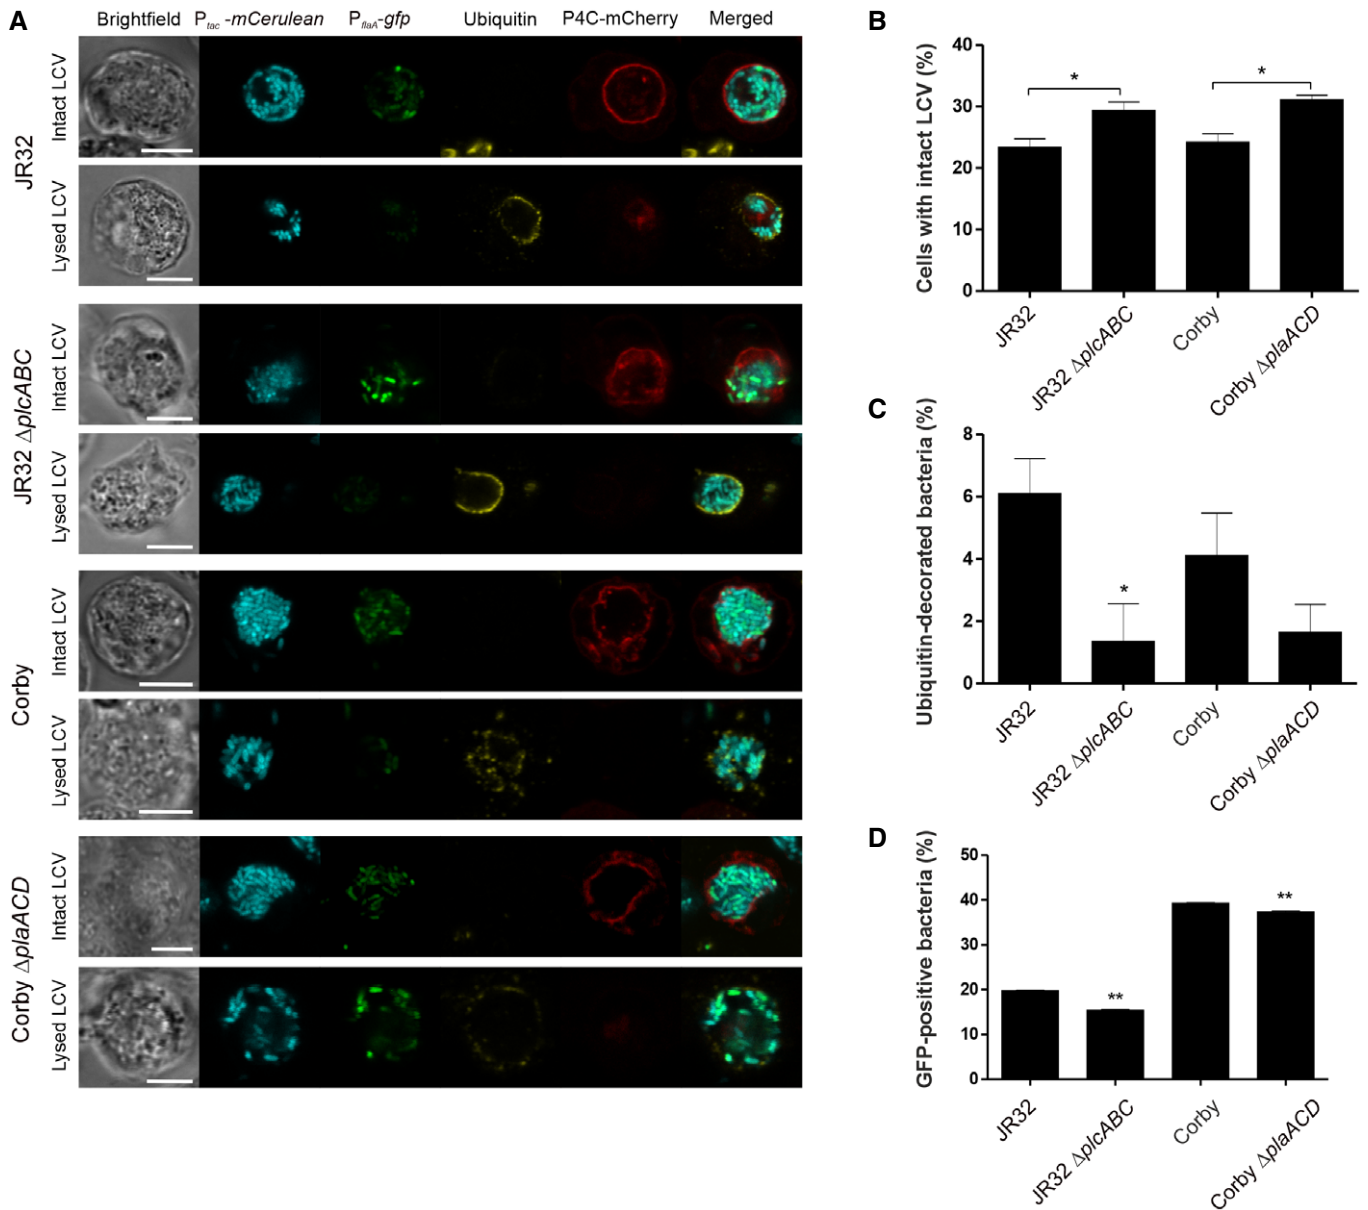 A
Brightfield P_tac -mCerulean P_flaA-gfp Ubiquitin P4C-mCherry Merged
JR32
Intact LCV
Lysed LCV
JR32 ΔplcABC
Intact LCV
Lysed LCV
Corby
Intact LCV
Lysed LCV
Corby ΔplaACD
Intact LCV
Lysed LCV
B
Cells with intact LCV (%)
40
30
20
10
0
* *
JR32 JR32 ΔplcABC Corby Corby ΔplaACD
C
Ubiquitin-decorated bacteria (%)
8
6
4
2
0
*
JR32 JR32 ΔplcABC Corby Corby ΔplaACD
D
GFP-positive bacteria (%)
50
40
30
20
10
0
** **
JR32 JR32 ΔplcABC Corby Corby ΔplaACD